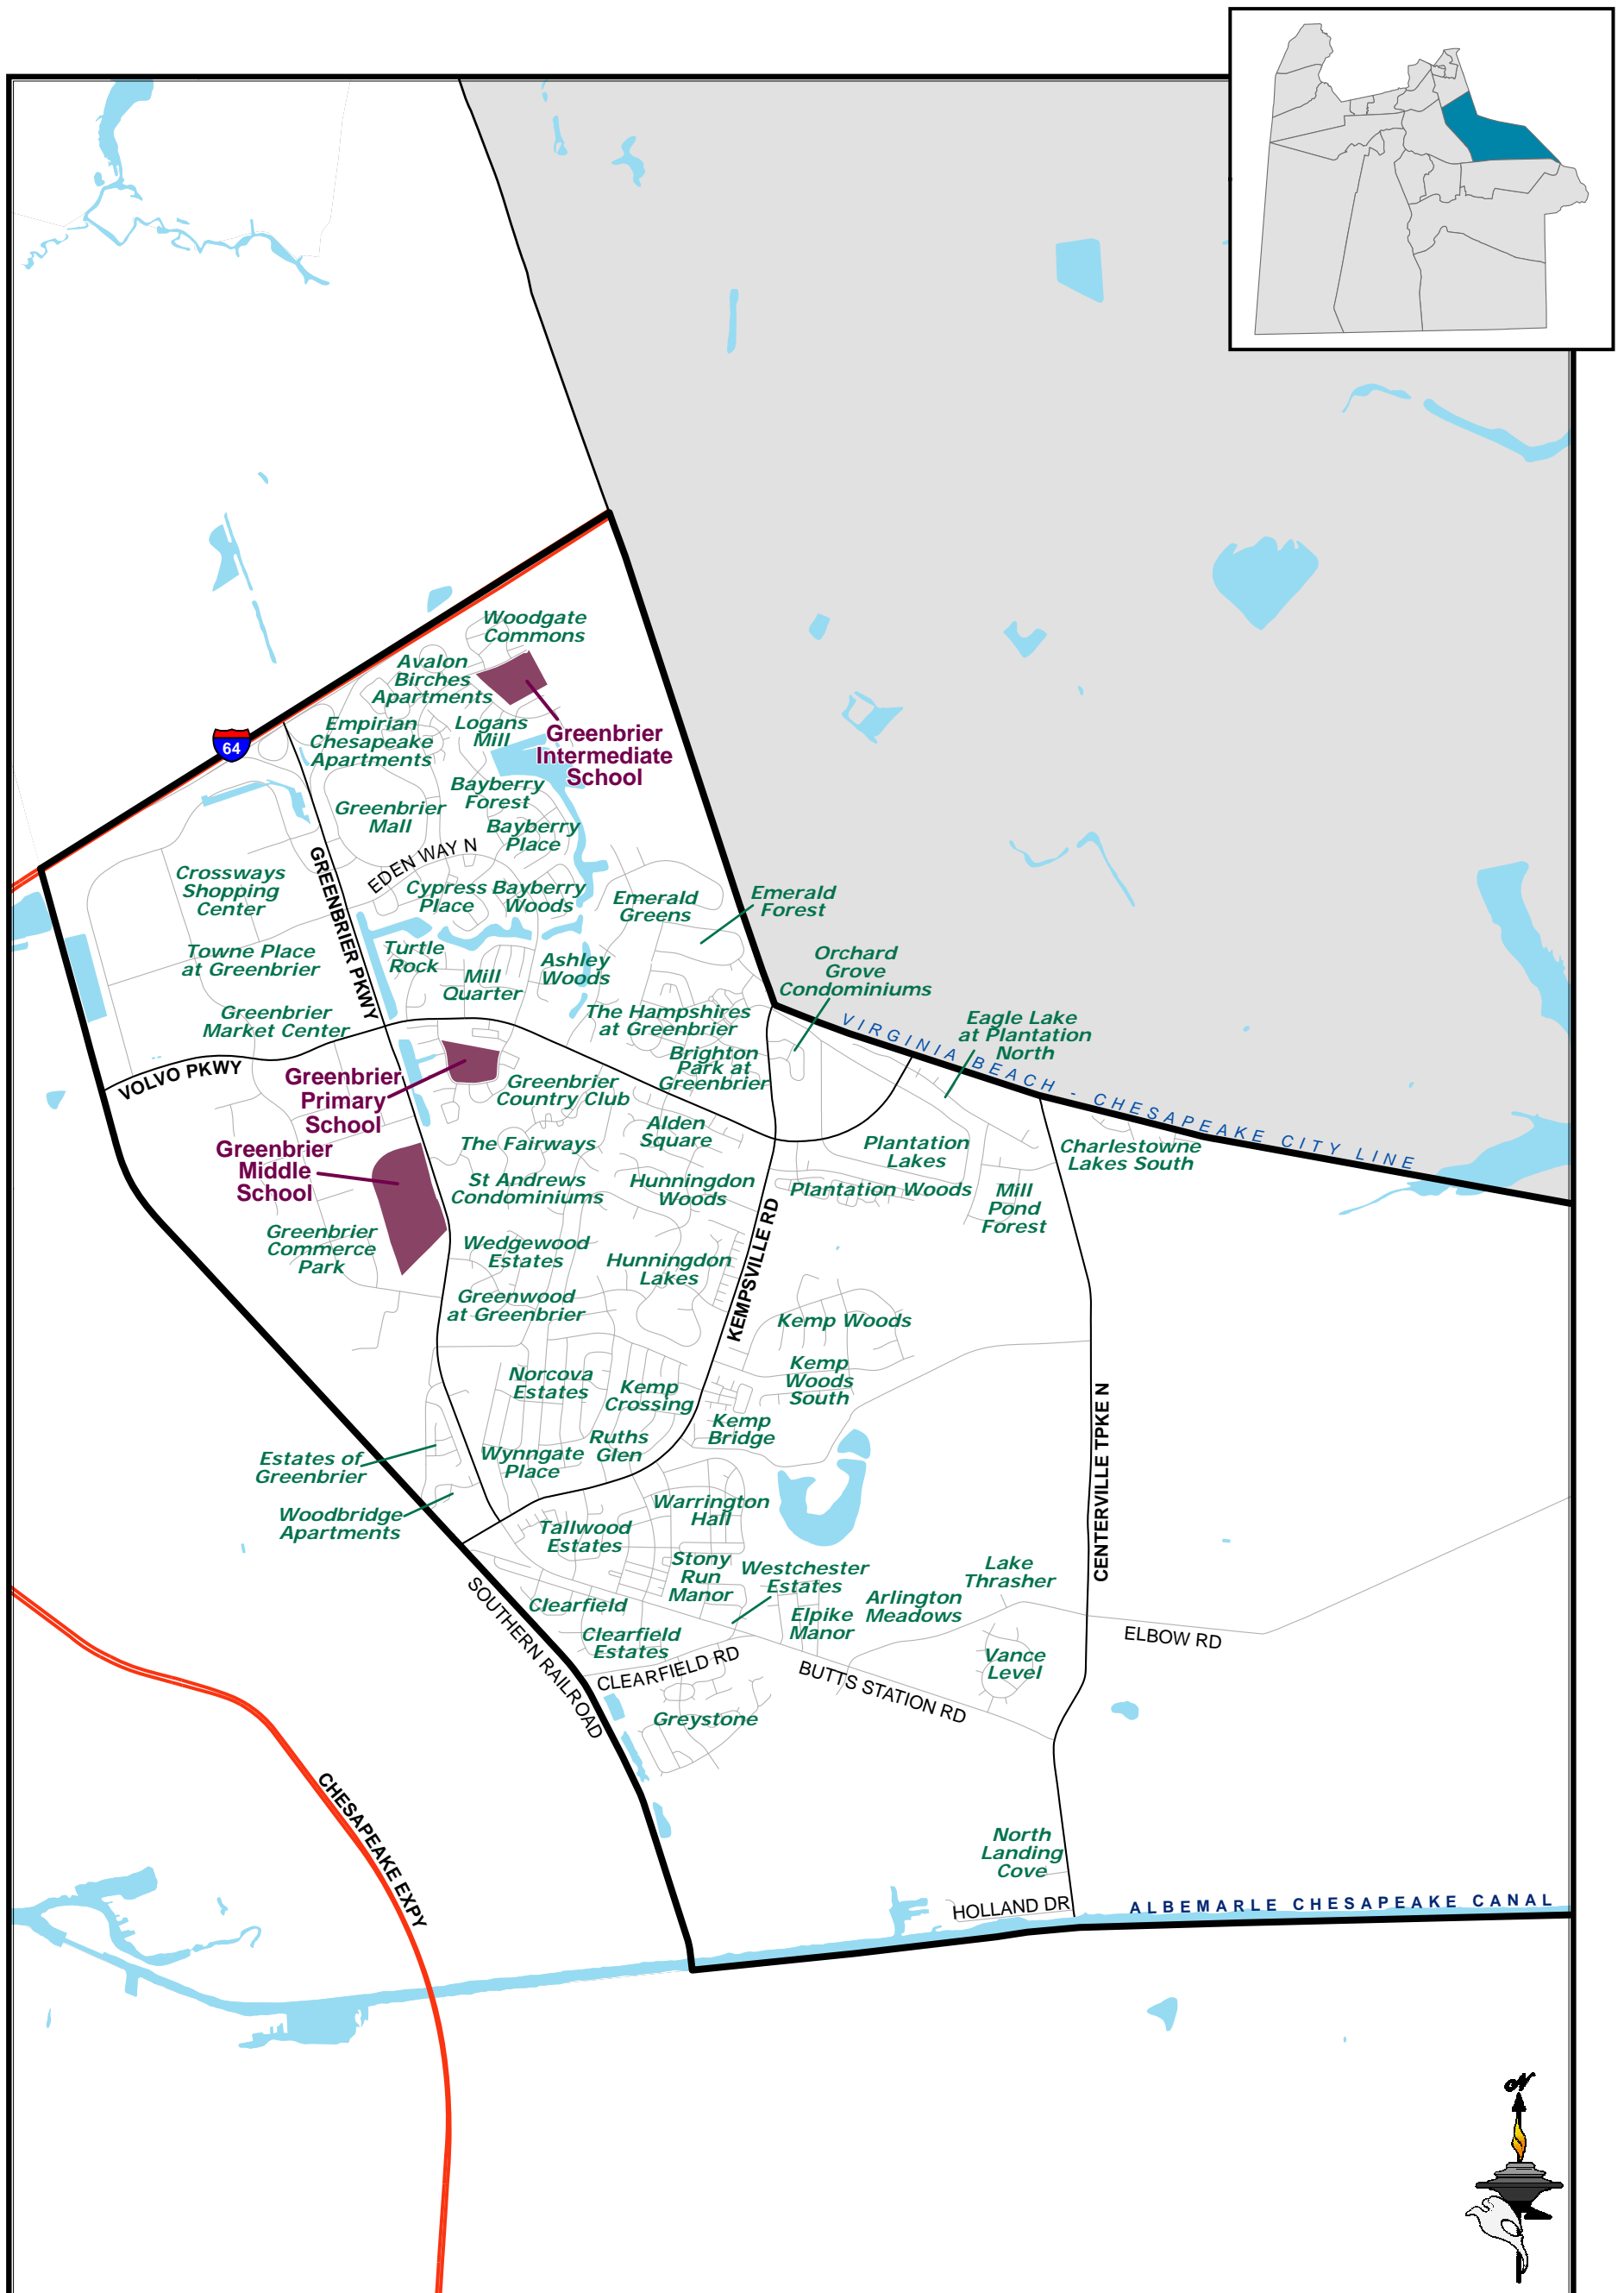 N
Woodgate
Commons
Avalon
Birches
Apartments
Empirian
Chesapeake
Apartments
Logans
Mill
Greenbrier
Intermediate
School
64
Bayberry
Forest
Greenbrier
Mall
Bayberry
Place
EDEN WAY N
GREENBRIER PKWY
Crossways
Shopping
Center
Cypress
Place
Bayberry
Woods
Emerald
Greens
Emerald
Forest
Towne Place
at Greenbrier
Turtle
Rock
Mill
Quarter
Ashley
Woods
Orchard
Grove
Condominiums
Greenbrier
Market Center
The Hampshires
at Greenbrier
Eagle Lake
at Plantation
North
VIRGINIA BEACH - CHESAPEAKE CITY LINE
VOLVO PKWY
Greenbrier
Primary
School
Greenbrier
Country Club
Brighton
Park at
Greenbrier
Alden
Square
Greenbrier
Middle
School
The Fairways
Plantation
Lakes
Charlestowne
Lakes South
St Andrews
Condominiums
Hunningdon
Woods
Plantation Woods
Mill
Pond
Forest
Greenbrier
Commerce
Park
Wedgewood
Estates
Hunningdon
Lakes
KEMPSVILLE RD
Greenwood
at Greenbrier
Kemp Woods
Norcova
Estates
Kemp
Crossing
Kemp
Woods
South
Kemp
Bridge
CENTERVILLE TPKE N
Estates of
Greenbrier
Wynngate
Place
Ruths
Glen
Woodbridge
Apartments
Warrington
Hall
Tallwood
Estates
Stony
Run
Manor
Westchester
Estates
Lake
Thrasher
Clearfield
Elpike
Manor
Arlington
Meadows
Clearfield
Estates
ELBOW RD
SOUTHERN RAILROAD
CLEARFIELD RD
BUTTS STATION RD
Vance
Level
Greystone
CHESAPEAKE EXPY
North
Landing
Cove
HOLLAND DR
ALBEMARLE CHESAPEAKE CANAL